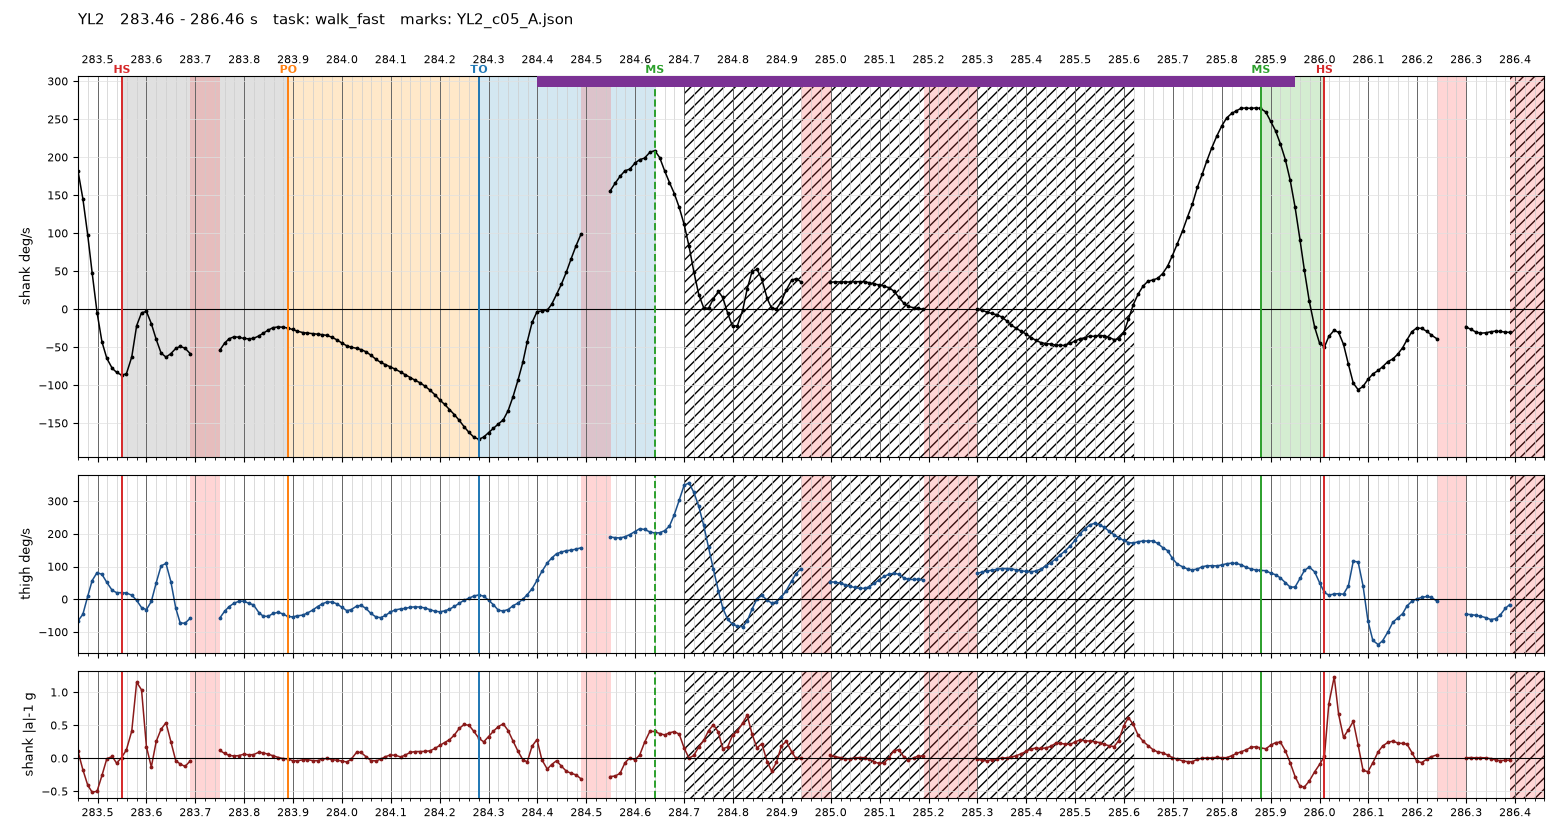 YL2   283.46 - 286.46 s   task: walk_fast   marks: YL2_c05_A.json
283.5 283.6 283.7 283.8 283.9 284.0 284.1 284.2 284.3 284.4 284.5 284.6 284.7 284.8 284.9 285.0 285.1 285.2 285.3 285.4 285.5 285.6 285.7 285.8 285.9 286.0 286.1 286.2 286.3 286.4
HS PO TO MS MS HS
shank deg/s
300
250
200
150
100
50
0
−50
−100
−150
thigh deg/s
300
200
100
0
−100
shank |a|-1 g
1.0
0.5
0.0
−0.5
283.5 283.6 283.7 283.8 283.9 284.0 284.1 284.2 284.3 284.4 284.5 284.6 284.7 284.8 284.9 285.0 285.1 285.2 285.3 285.4 285.5 285.6 285.7 285.8 285.9 286.0 286.1 286.2 286.3 286.4